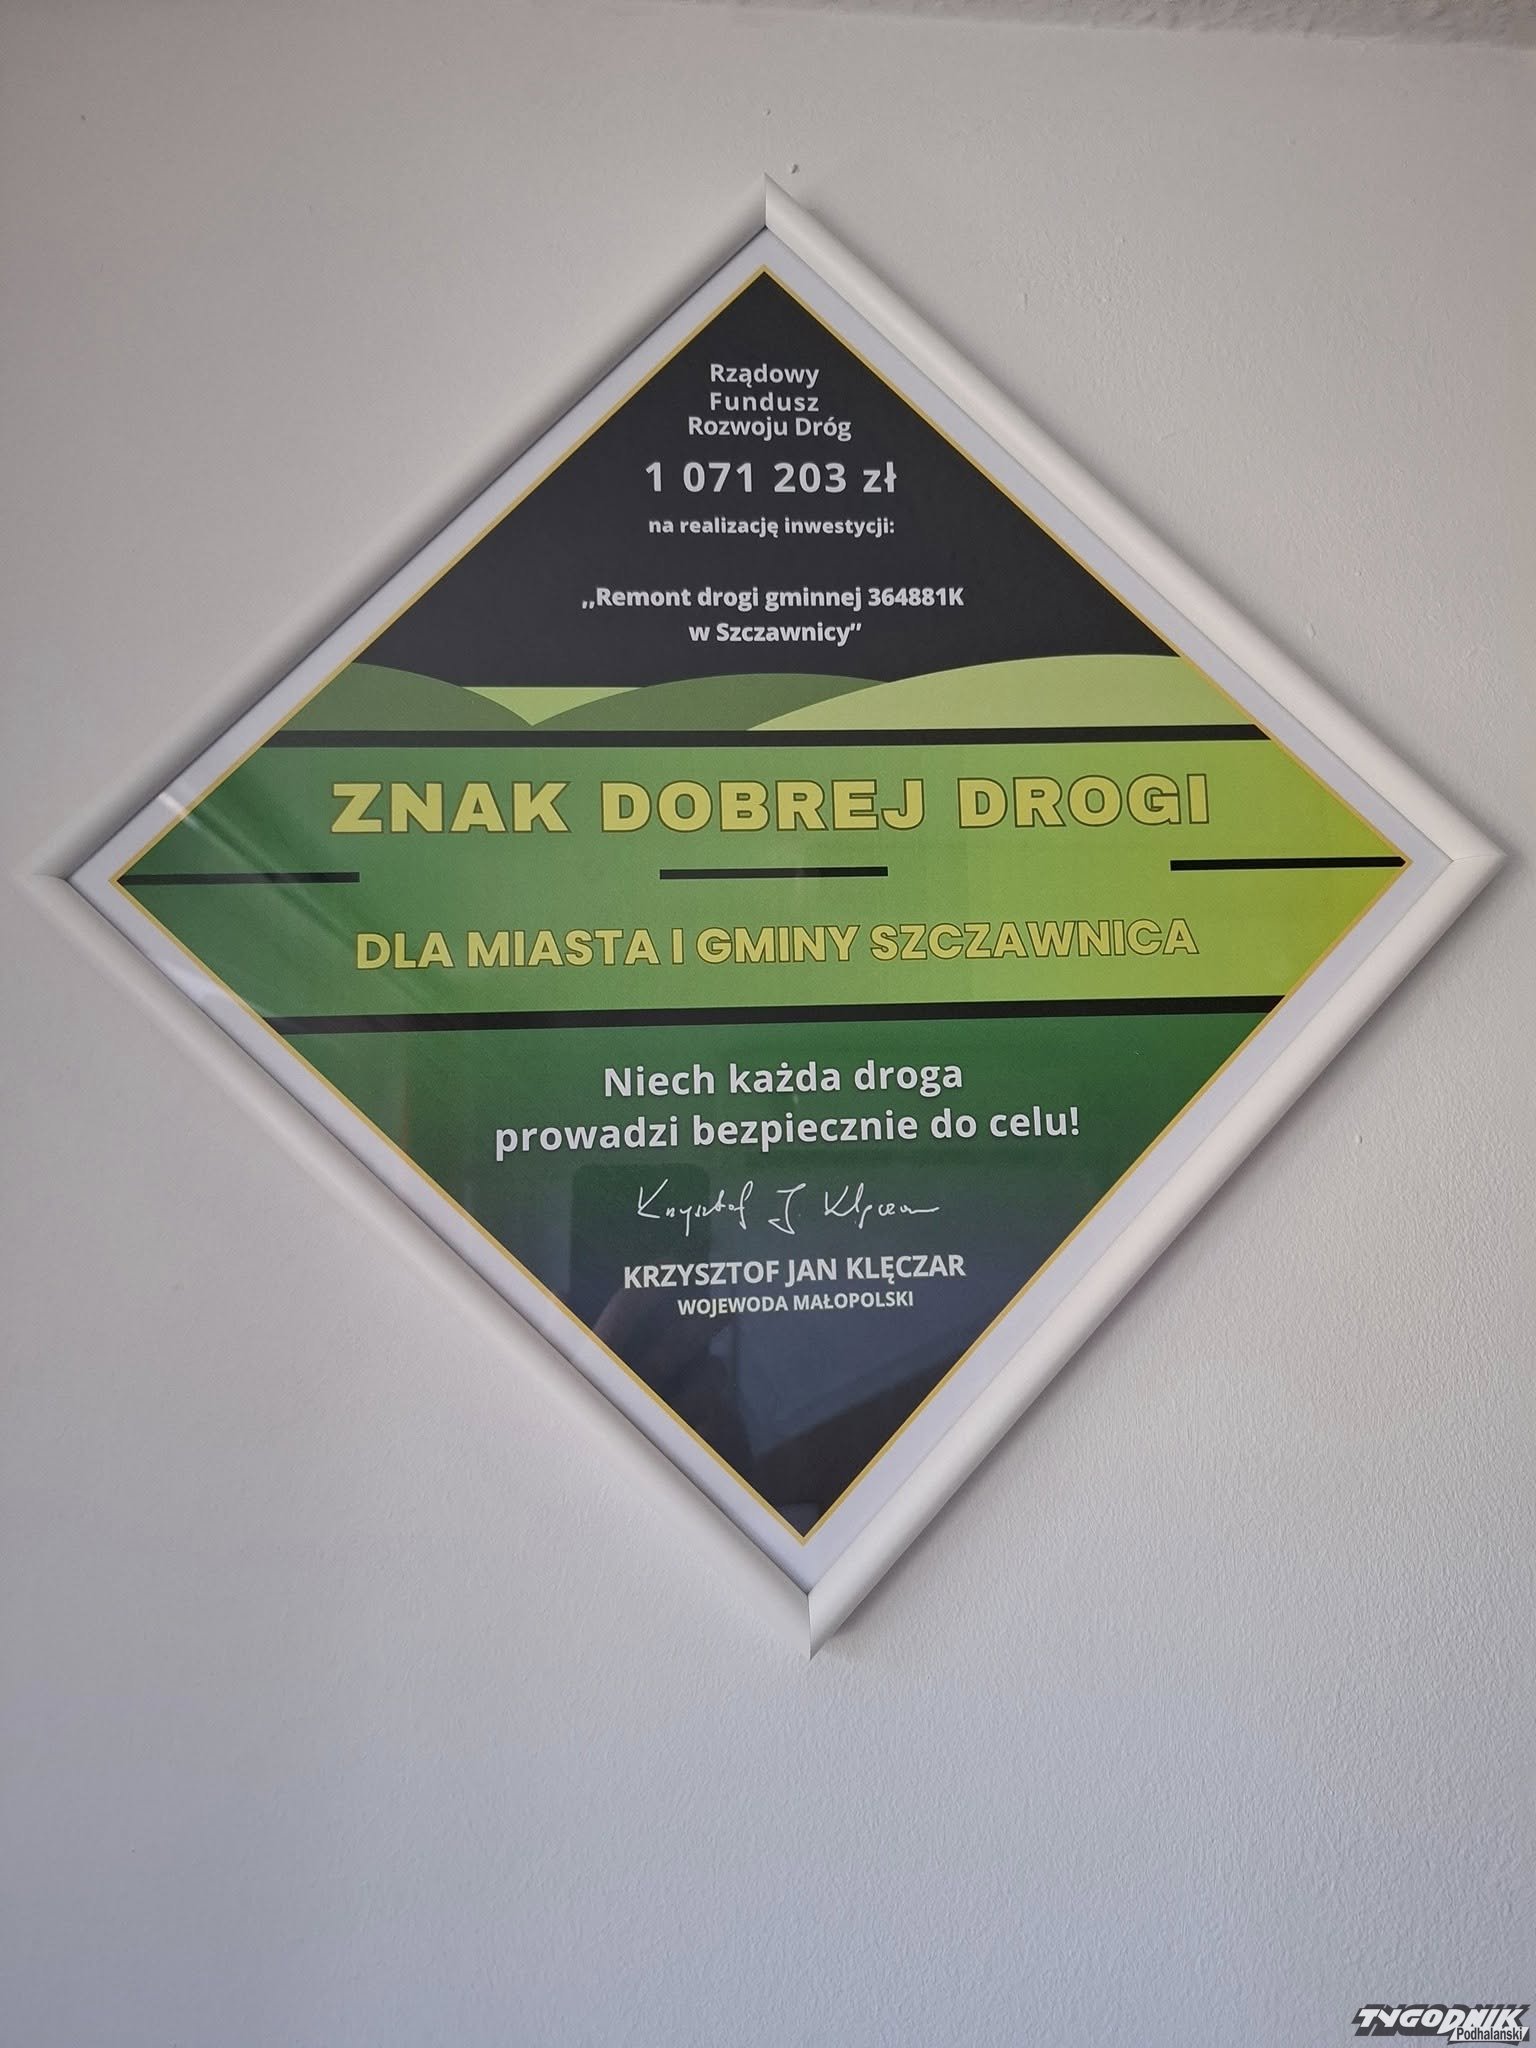 Rządowy
Fundusz
Rozwoju Dróg
1 071 203 zł
na realizację inwestycji:
,,Remont drogi gminnej 364881K
w Szczawnicy”
ZNAK DOBREJ DROGI
DLA MIASTA I GMINY SZCZAWNICA
Niech każda droga
prowadzi bezpiecznie do celu!
Krzysztof J. Klęczar
KRZYSZTOF JAN KLĘCZAR
WOJEWODA MAŁOPOLSKI
TYGODNIK
Podhalański